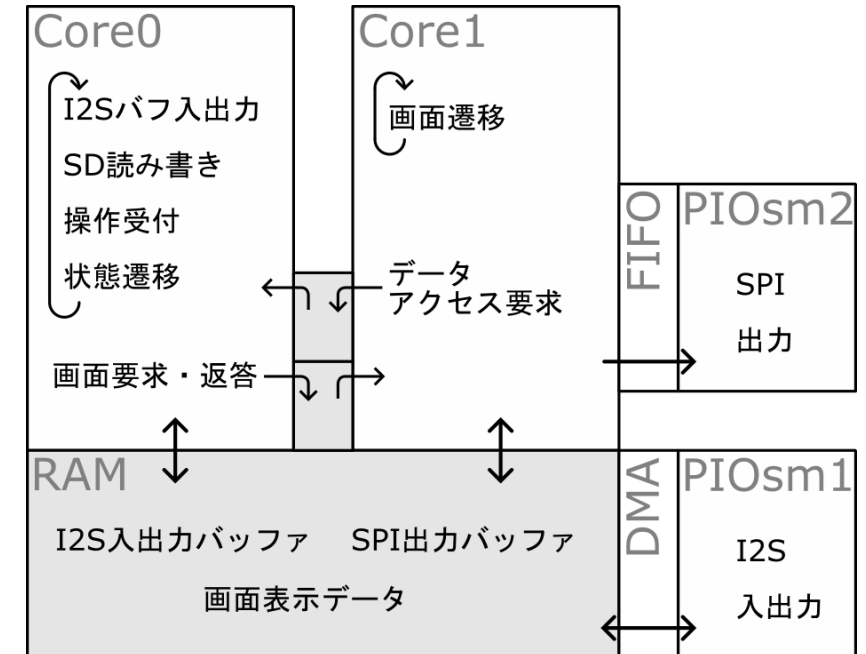 Core0
I2Sバフ入出力
SD読み書き
操作受付
状態遷移
画面要求・返答
Core1
画面遷移
データ
アクセス要求
FIFO
PIOsm2
SPI
出力
RAM
I2S入出力バッファ
SPI出力バッファ
画面表示データ
DMA
PIOsm1
I2S
入出力